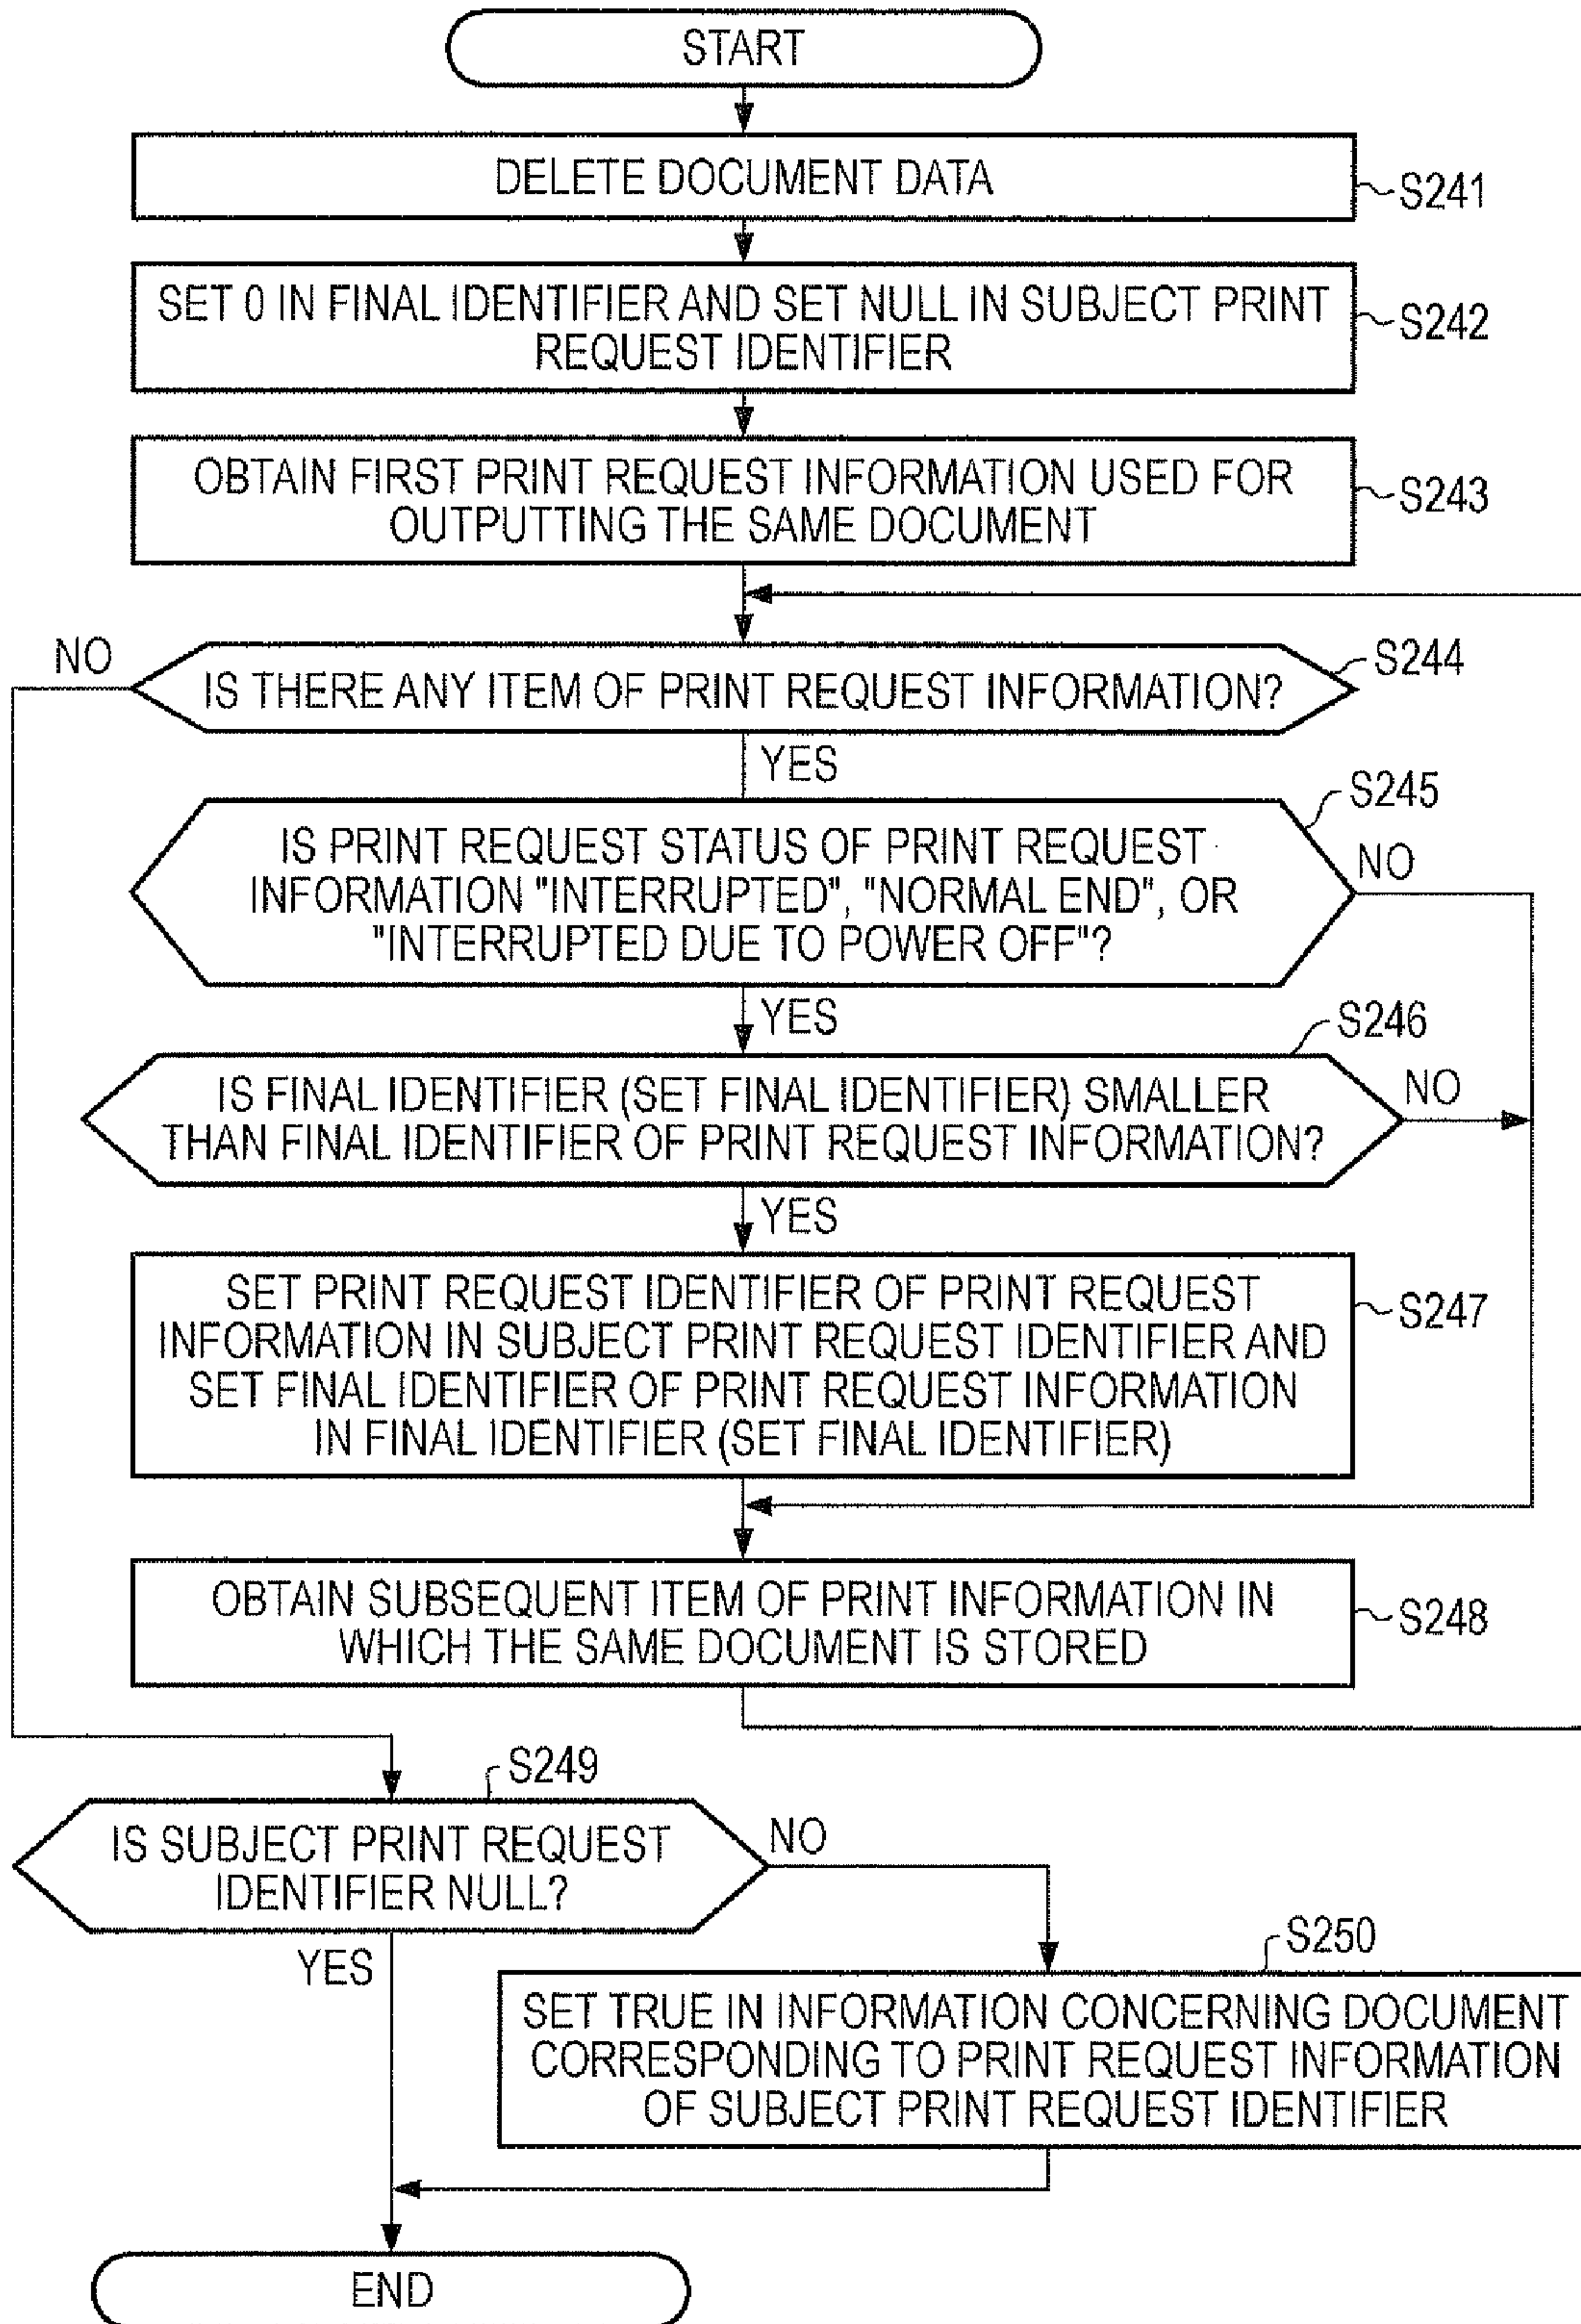 START
DELETE DOCUMENT DATA
S241
SET 0 IN FINAL IDENTIFIER AND SET NULL IN SUBJECT PRINT
REQUEST IDENTIFIER
S242
OBTAIN FIRST PRINT REQUEST INFORMATION USED FOR
OUTPUTTING THE SAME DOCUMENT
S243
NO
IS THERE ANY ITEM OF PRINT REQUEST INFORMATION?
S244
YES
S245
IS PRINT REQUEST STATUS OF PRINT REQUEST
INFORMATION "INTERRUPTED", "NORMAL END", OR
"INTERRUPTED DUE TO POWER OFF"?
NO
YES
S246
IS FINAL IDENTIFIER (SET FINAL IDENTIFIER) SMALLER
THAN FINAL IDENTIFIER OF PRINT REQUEST INFORMATION?
NO
YES
SET PRINT REQUEST IDENTIFIER OF PRINT REQUEST
INFORMATION IN SUBJECT PRINT REQUEST IDENTIFIER AND
SET FINAL IDENTIFIER OF PRINT REQUEST INFORMATION
IN FINAL IDENTIFIER (SET FINAL IDENTIFIER)
S247
OBTAIN SUBSEQUENT ITEM OF PRINT INFORMATION IN
WHICH THE SAME DOCUMENT IS STORED
S248
S249
IS SUBJECT PRINT REQUEST
IDENTIFIER NULL?
NO
YES
S250
SET TRUE IN INFORMATION CONCERNING DOCUMENT
CORRESPONDING TO PRINT REQUEST INFORMATION
OF SUBJECT PRINT REQUEST IDENTIFIER
END